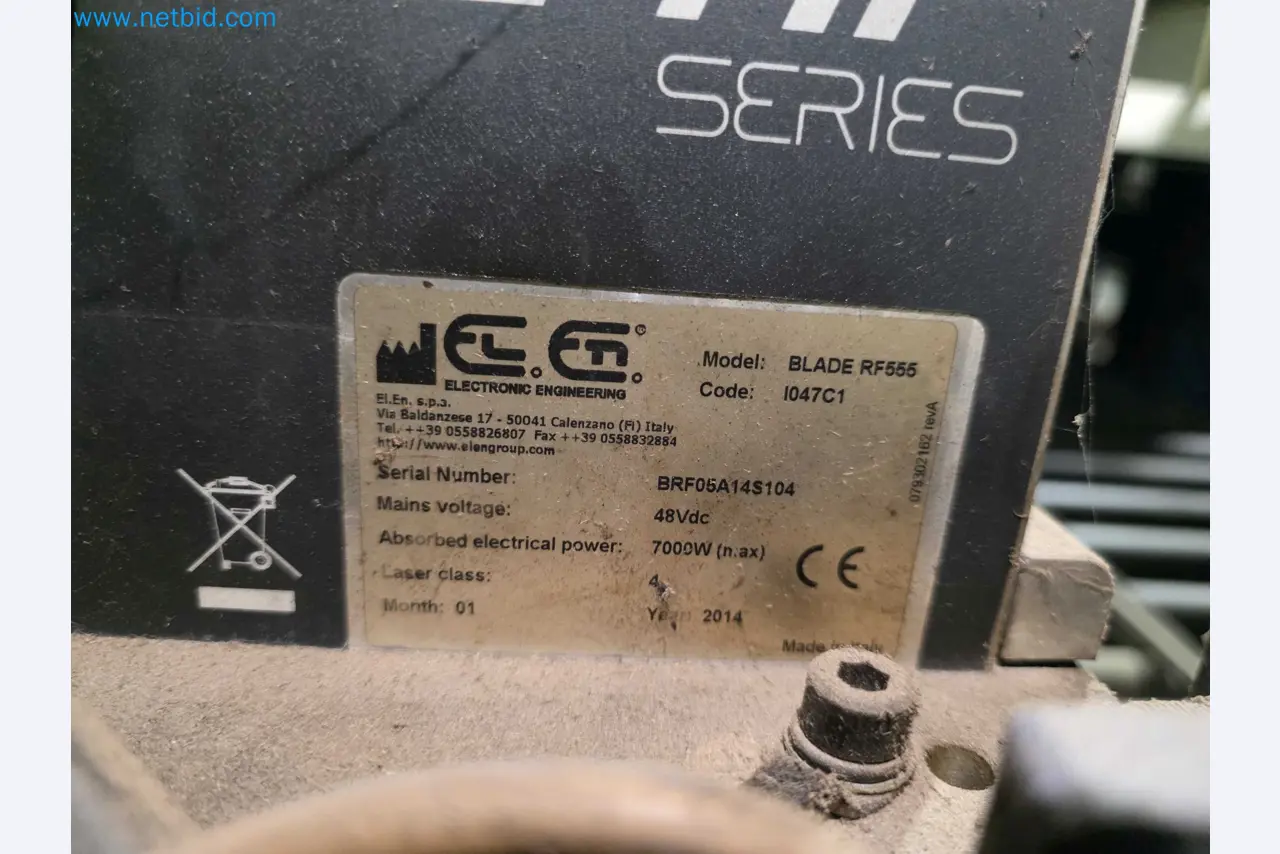 www.netbid.com
SERIES
EL.En.®
ELECTRONIC ENGINEERING
El.En. s.p.a.
Via Baldanzese 17 - 50041 Calenzano (Fi) Italy
Tel. ++39 0558826807 Fax ++39 0558832884
http://www.elengroup.com
Model: BLADE RF555
Code: I047C1
079302162 revA
Serial Number: BRF05A14S104
Mains voltage: 48Vdc
Absorbed electrical power: 7000W (max)
CE
Laser class: 4
Month: 01 Year: 2014
Made in Italy